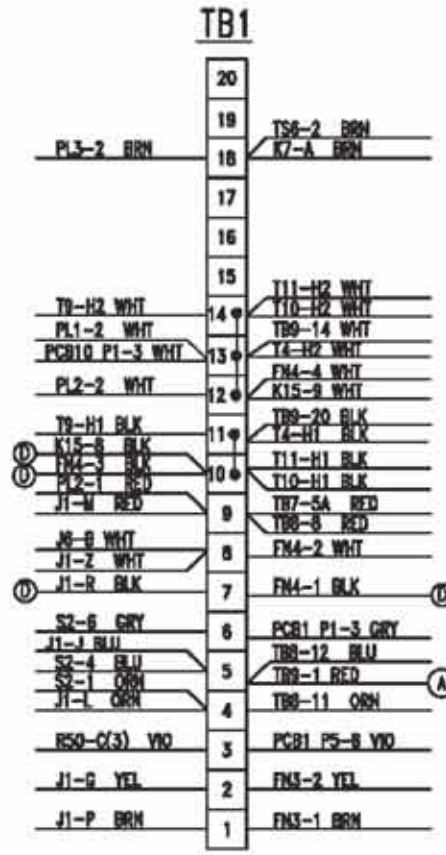 TB1
20
19
TS6-2 BRN
PL3-2 BRN 18 K7-A BRN
17
16
15
T11-H2 WHT
T9-H2 WHT 14 T10-H2 WHT
PL1-2 WHT TB9-14 WHT
PCB10 P1-3 WHT 13 T4-H2 WHT
FN4-4 WHT
PL2-2 WHT 12 K15-9 WHT
TB9-20 BLK
T9-H1 BLK 11 T4-H1 BLK
D K15-6 BLK
D FN4-3 BLK 10 T11-H1 BLK
PL2-1 RED T10-H1 BLK
J1-M RED 9 TB7-5A RED
TB8-8 RED
J6-B WHT
J1-Z WHT 8 FN4-2 WHT
D J1-R BLK 7 FN4-1 BLK D
S2-6 GRY 6 PCB1 P1-3 GRY
J1-J BLU TB8-12 BLU
S2-4 BLU 5 TB9-1 RED A
S2-1 ORN
J1-L ORN 4 TB8-11 ORN
R50-C(3) VIO 3 PCB1 P5-6 VIO
J1-G YEL 2 FN3-2 YEL
J1-P BRN 1 FN3-1 BRN